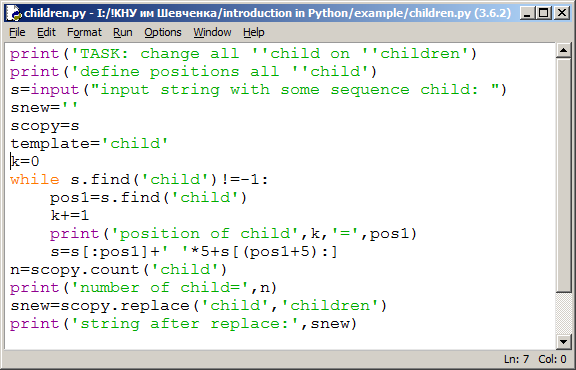 children.py - I:/!КНУ им Шевченка/introduction in Python/example/children.py (3.6.2)
File Edit Format Run Options Window Help
print('TASK: change all ''child on ''children')
print('define positions all ''child')
s=input("input string with some sequence child: ")
snew=''
scopy=s
template='child'
k=0
while s.find('child')!=-1:
    pos1=s.find('child')
    k+=1
    print('position of child',k,'=',pos1)
    s=s[:pos1]+' '*5+s[(pos1+5):]
n=scopy.count('child')
print('number of child=',n)
snew=scopy.replace('child','children')
print('string after replace:',snew)
Ln: 7 Col: 0